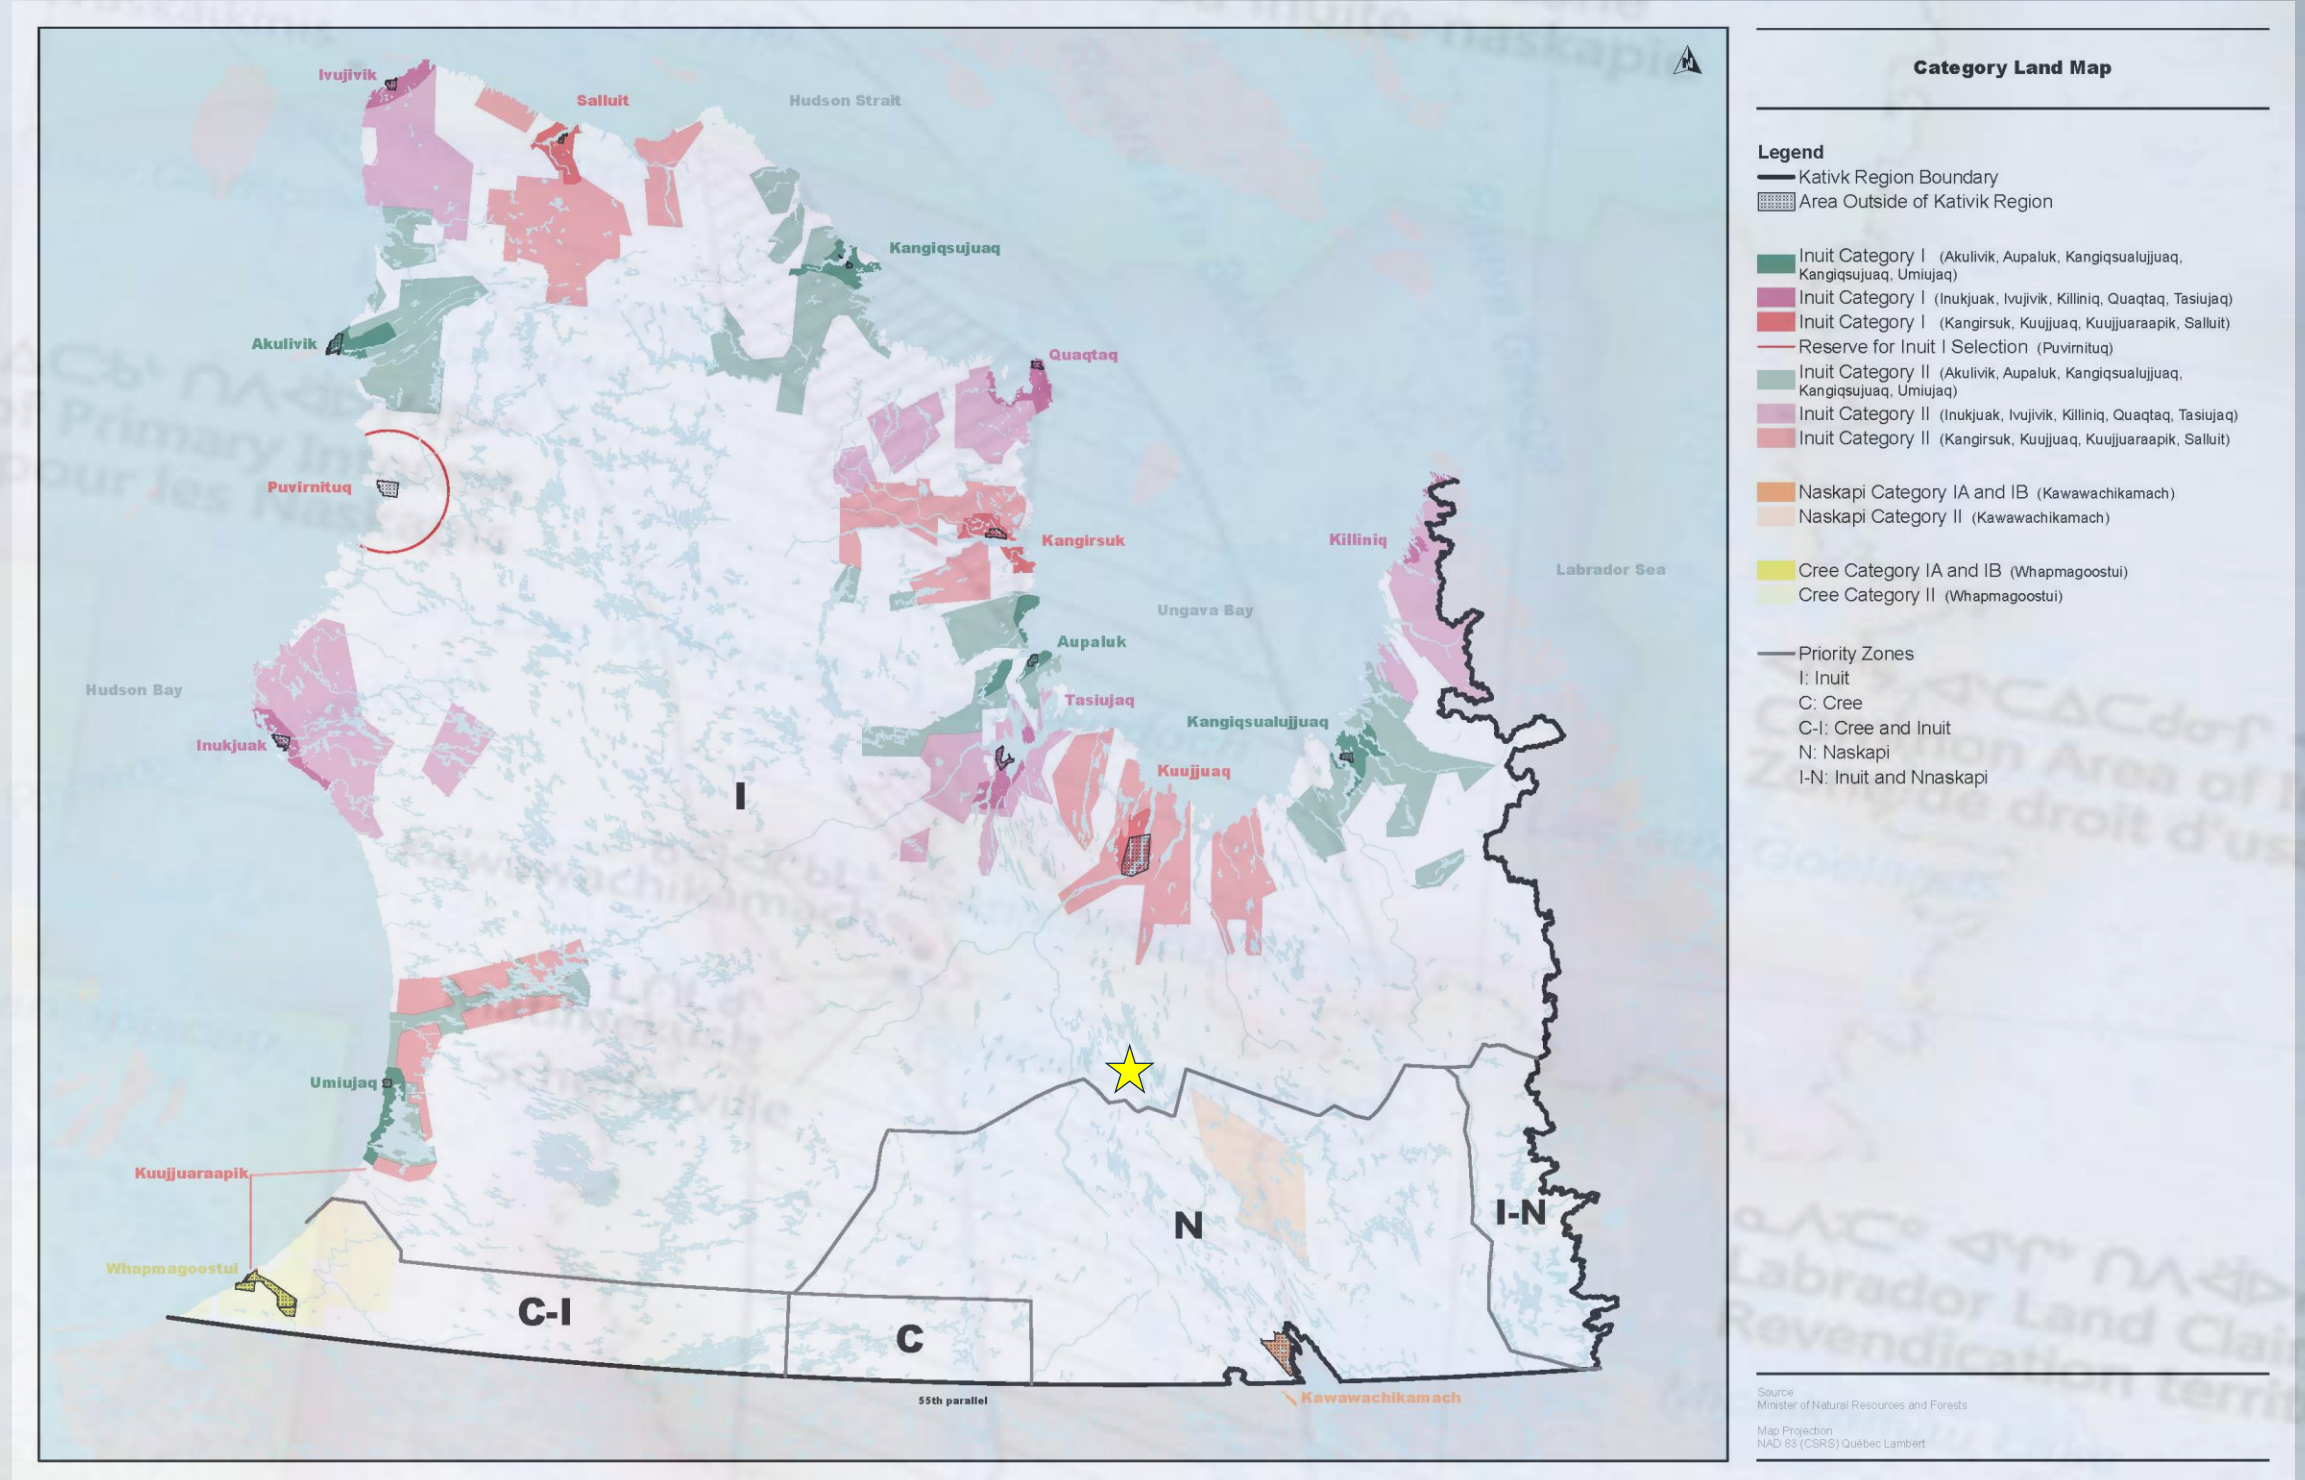 Ivujivik
Salluit
Hudson Strait
Kangiqsujuaq
Akulivik
Quaqtaq
Puvirnituq
Kangirsuk
Killiniq
Labrador Sea
Ungava Bay
Aupaluk
Hudson Bay
Tasiujaq
Kangiqsualujjuaq
Inukjuak
Kuujjuaq
I
Umiujaq
Kuujjuaraapik
N
I-N
Whapmagoostui
C-I
C
55th parallel
Kawawachikamach
Category Land Map
Legend
Kativk Region Boundary
Area Outside of Kativik Region
Inuit Category I (Akulivik, Aupaluk, Kangiqsualujjuaq,
Kangiqsujuaq, Umiujaq)
Inuit Category I (Inukjuak, Ivujivik, Killiniq, Quaqtaq, Tasiujaq)
Inuit Category I (Kangirsuk, Kuujjuaq, Kuujjuaraapik, Salluit)
Reserve for Inuit I Selection (Puvirnituq)
Inuit Category II (Akulivik, Aupaluk, Kangiqsualujjuaq,
Kangiqsujuaq, Umiujaq)
Inuit Category II (Inukjuak, Ivujivik, Killiniq, Quaqtaq, Tasiujaq)
Inuit Category II (Kangirsuk, Kuujjuaq, Kuujjuaraapik, Salluit)
Naskapi Category IA and IB (Kawawachikamach)
Naskapi Category II (Kawawachikamach)
Cree Category IA and IB (Whapmagoostui)
Cree Category II (Whapmagoostui)
Priority Zones
I: Inuit
C: Cree
C-I: Cree and Inuit
N: Naskapi
I-N: Inuit and Nnaskapi
Source
Minister of Natural Resources and Forests
Map Projection
NAD 83 (CSRS) Québec Lambert